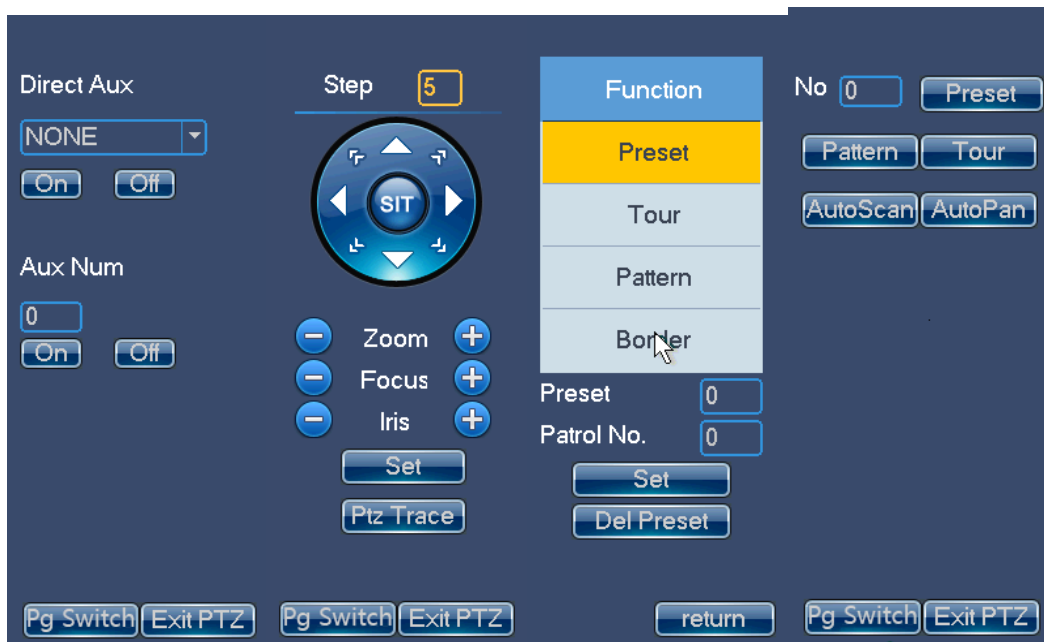 Direct Aux
NONE
On Off
Aux Num
0
On Off
Pg Switch Exit PTZ
Step 5
SIT
Zoom
Focus
Iris
Set
Ptz Trace
Pg Switch Exit PTZ
Function
Preset
Tour
Pattern
Border
Preset 0
Patrol No. 0
Set
Del Preset
return
No 0 Preset
Pattern Tour
AutoScan AutoPan
Pg Switch Exit PTZ